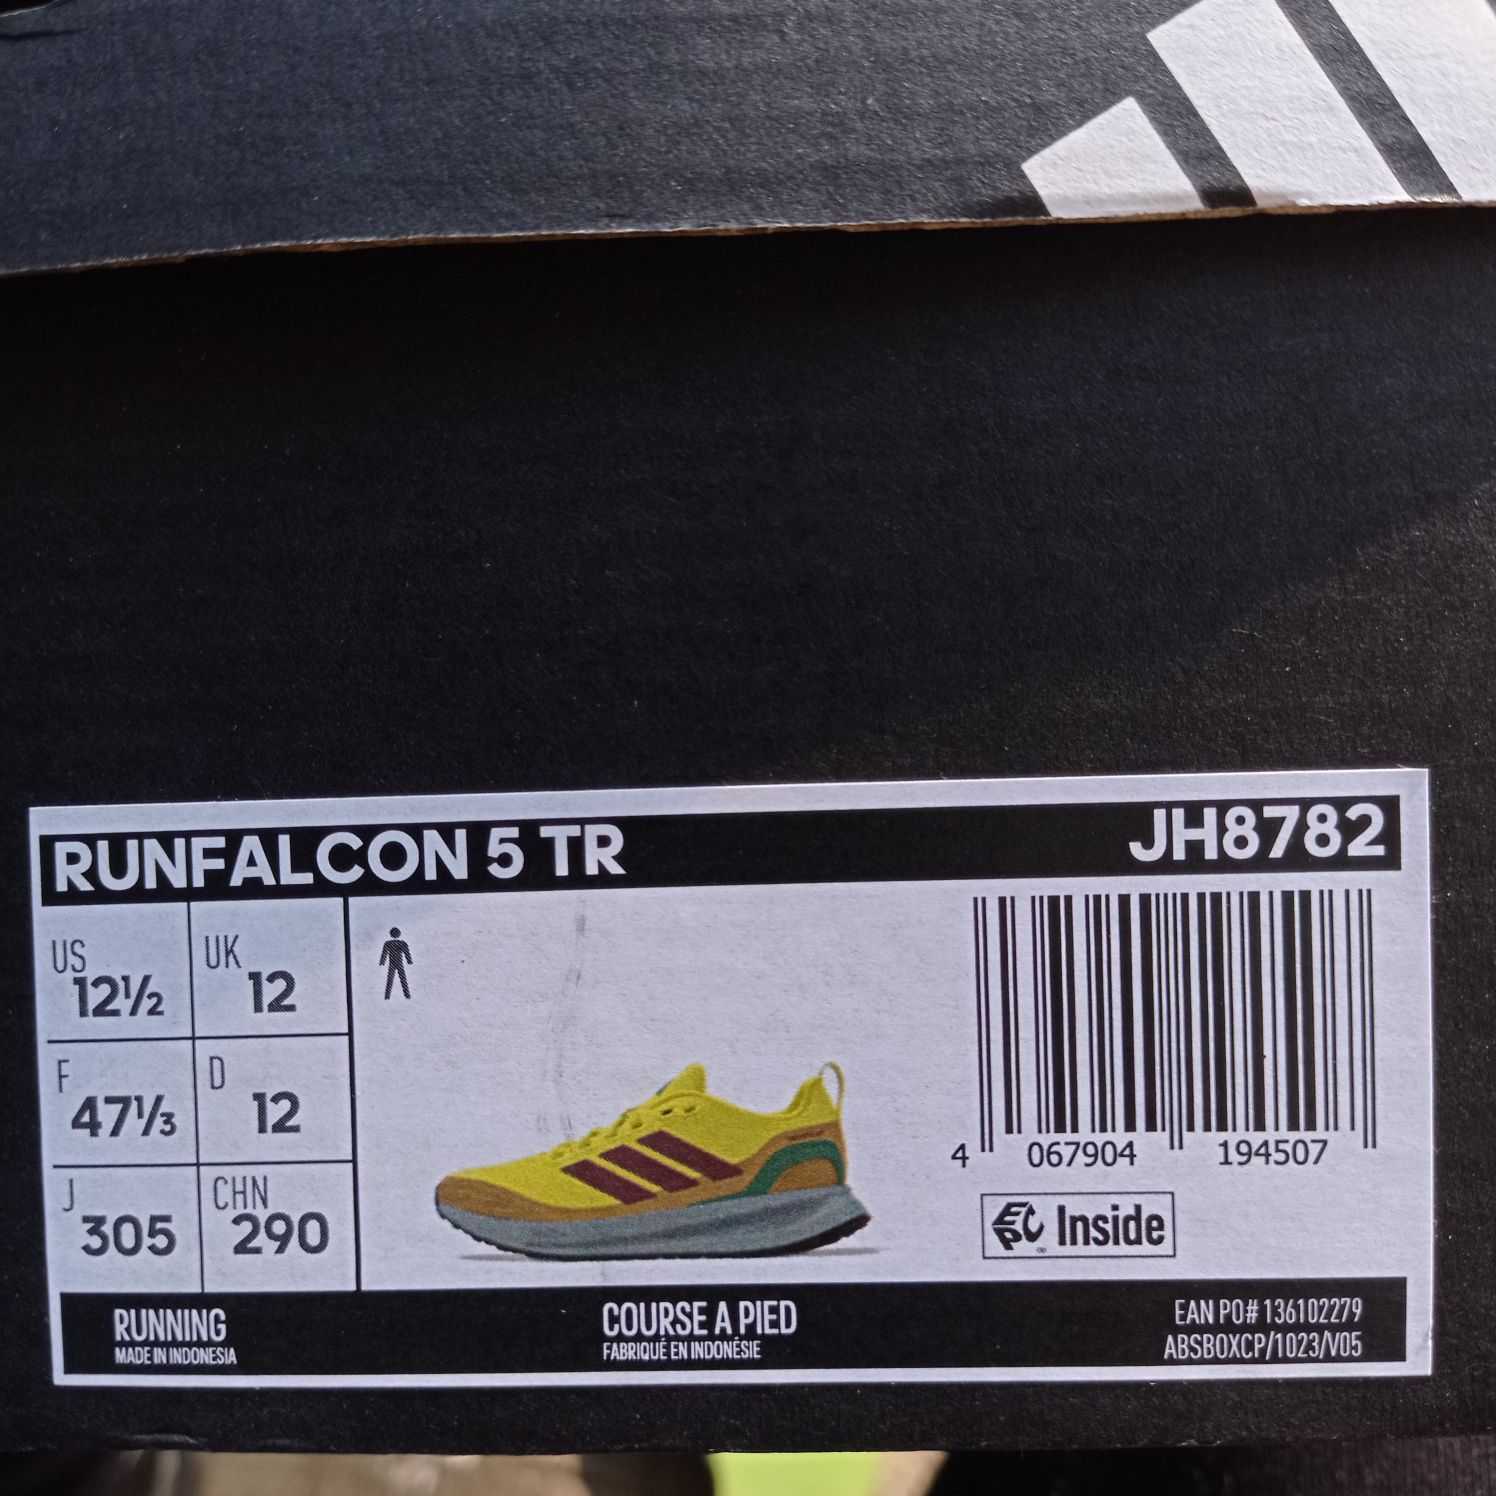 RUNFALCON 5 TR
JH8782
US
12½
UK
12
F
47⅓
D
12
J
305
CHN
290
4 067904 194507
EPC Inside
RUNNING
MADE IN INDONESIA
COURSE A PIED
FABRIQUÉ EN INDONÉSIE
EAN PO# 136102279
ABSBOXCP/1023/V05